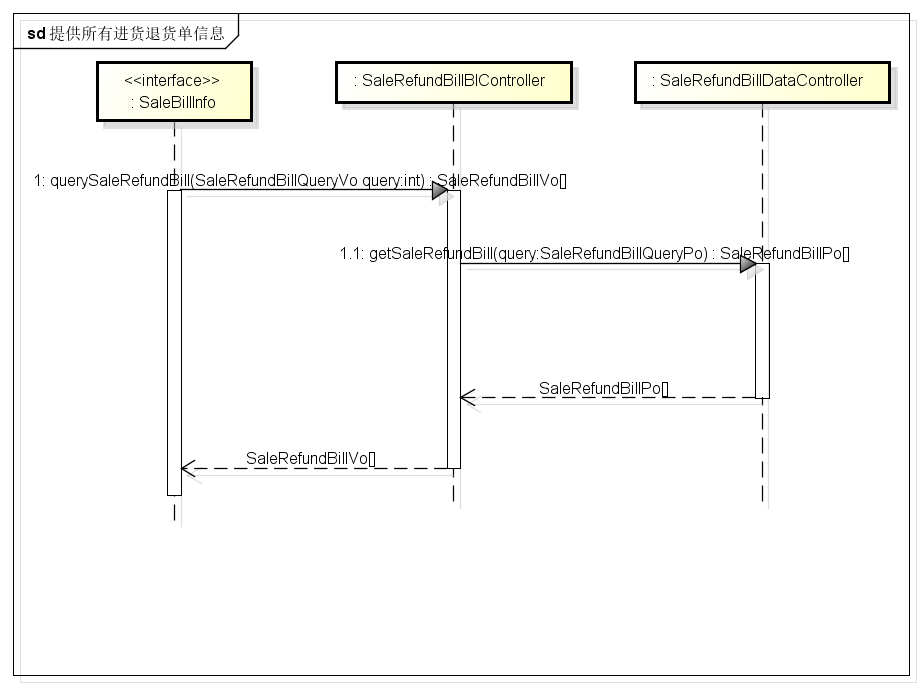 sd 提供所有进货退货单信息
<<interface>>
: SaleBillInfo
: SaleRefundBillBlController
: SaleRefundBillDataController
1: querySaleRefundBill(SaleRefundBillQueryVo query:int) : SaleRefundBillVo[]
1.1: getSaleRefundBill(query:SaleRefundBillQueryPo) : SaleRefundBillPo[]
SaleRefundBillPo[]
SaleRefundBillVo[]